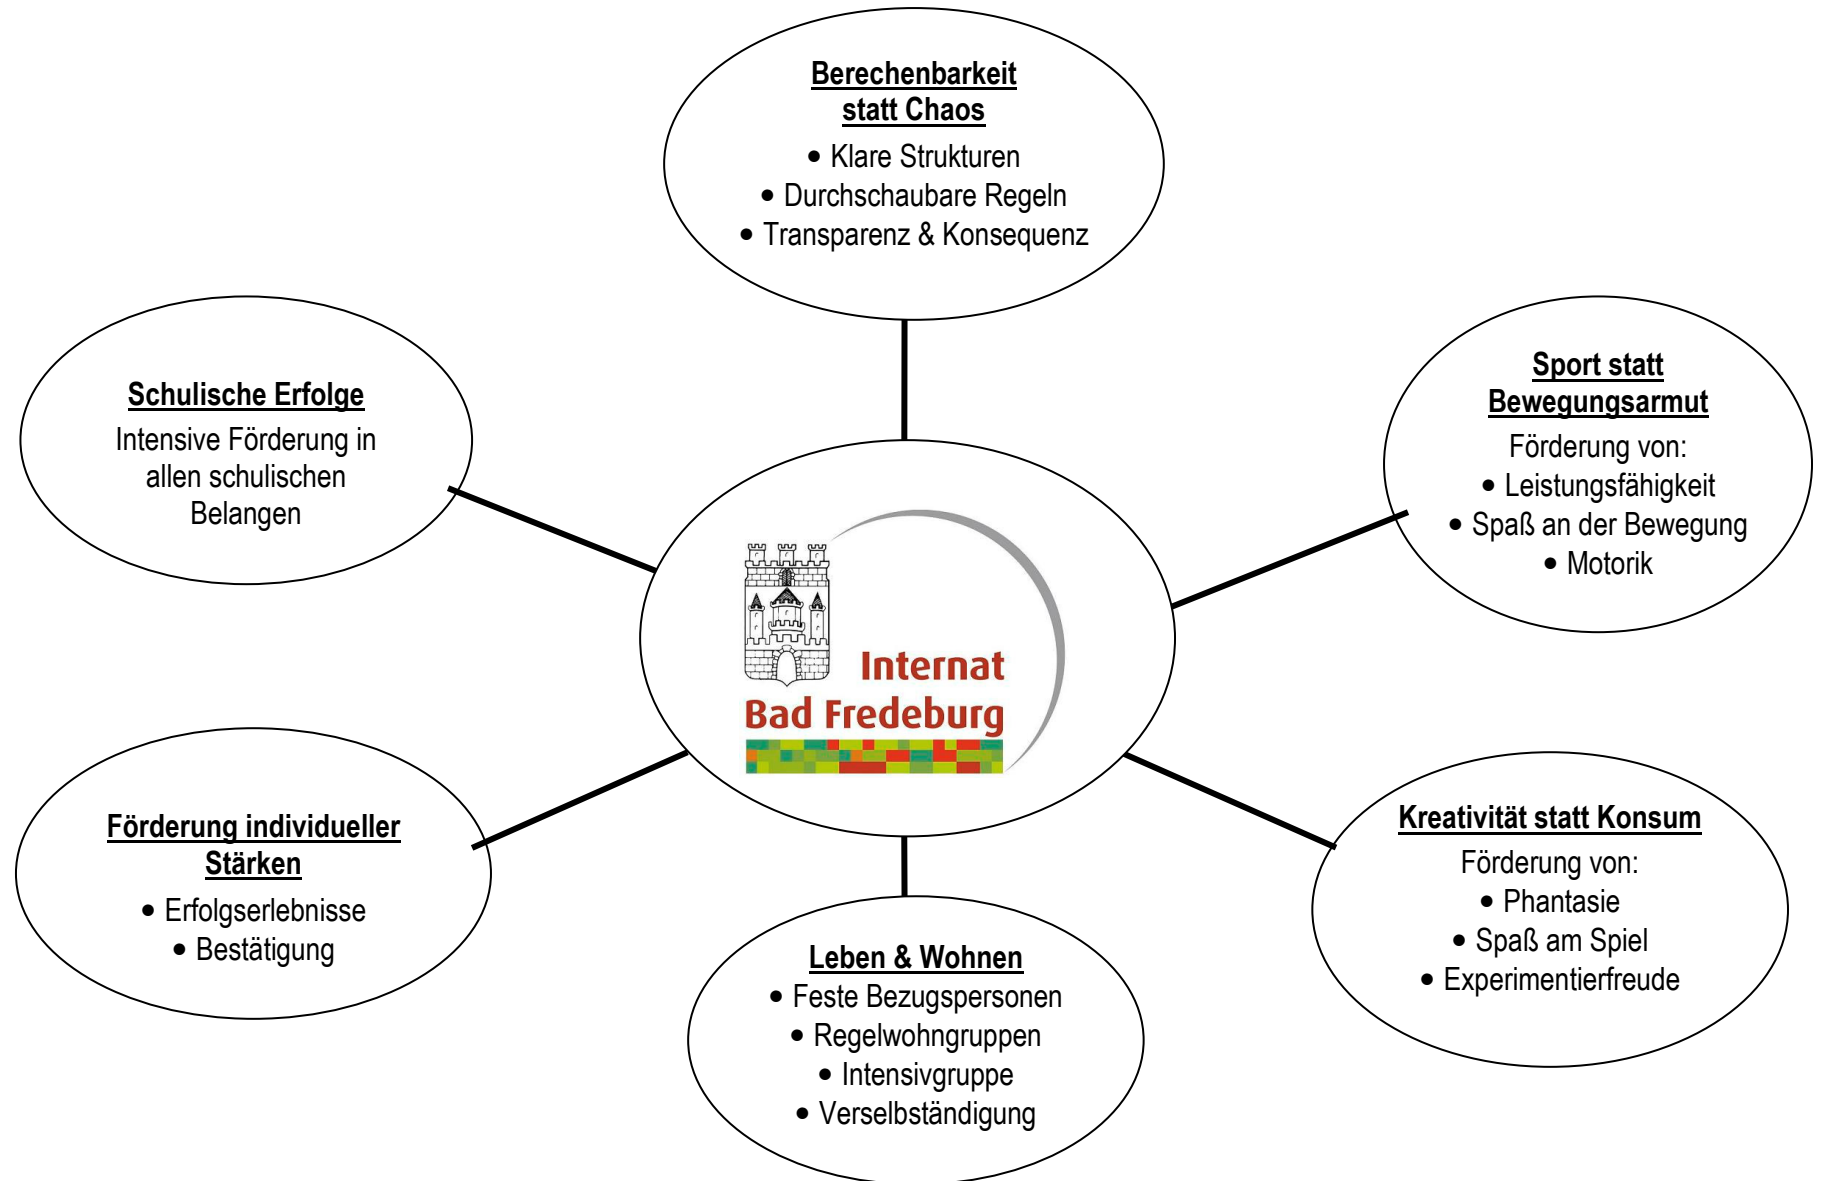 Berechenbarkeit
statt Chaos
• Klare Strukturen
• Durchschaubare Regeln
• Transparenz & Konsequenz
Schulische Erfolge
Intensive Förderung in
allen schulischen
Belangen
Sport statt
Bewegungsarmut
Förderung von:
• Leistungsfähigkeit
• Spaß an der Bewegung
• Motorik
Internat
Bad Fredeburg
Förderung individueller
Stärken
• Erfolgserlebnisse
• Bestätigung
Kreativität statt Konsum
Förderung von:
• Phantasie
• Spaß am Spiel
• Experimentierfreude
Leben & Wohnen
• Feste Bezugspersonen
• Regelwohngruppen
• Intensivgruppe
• Verselbständigung